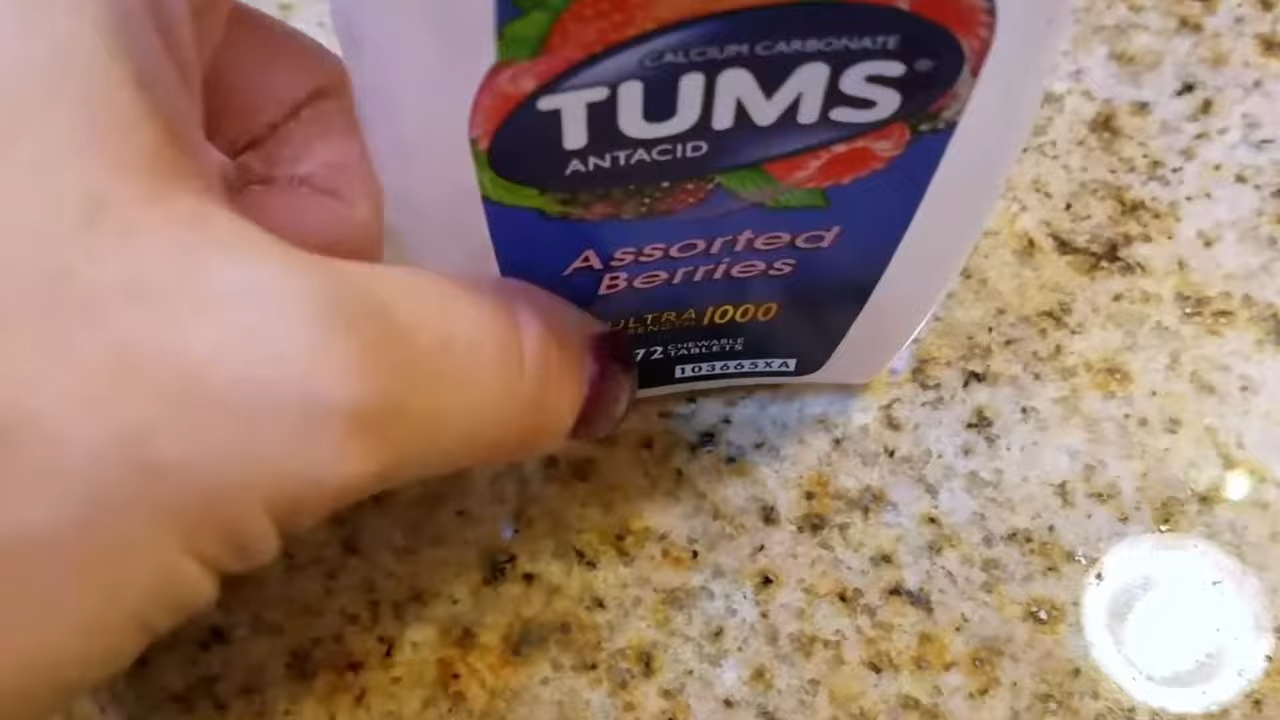 CALCIUM CARBONATE
TUMS®
ANTACID
Assorted
Berries
ULTRA 1000
72 CHEWABLE
TABLETS
103665XA